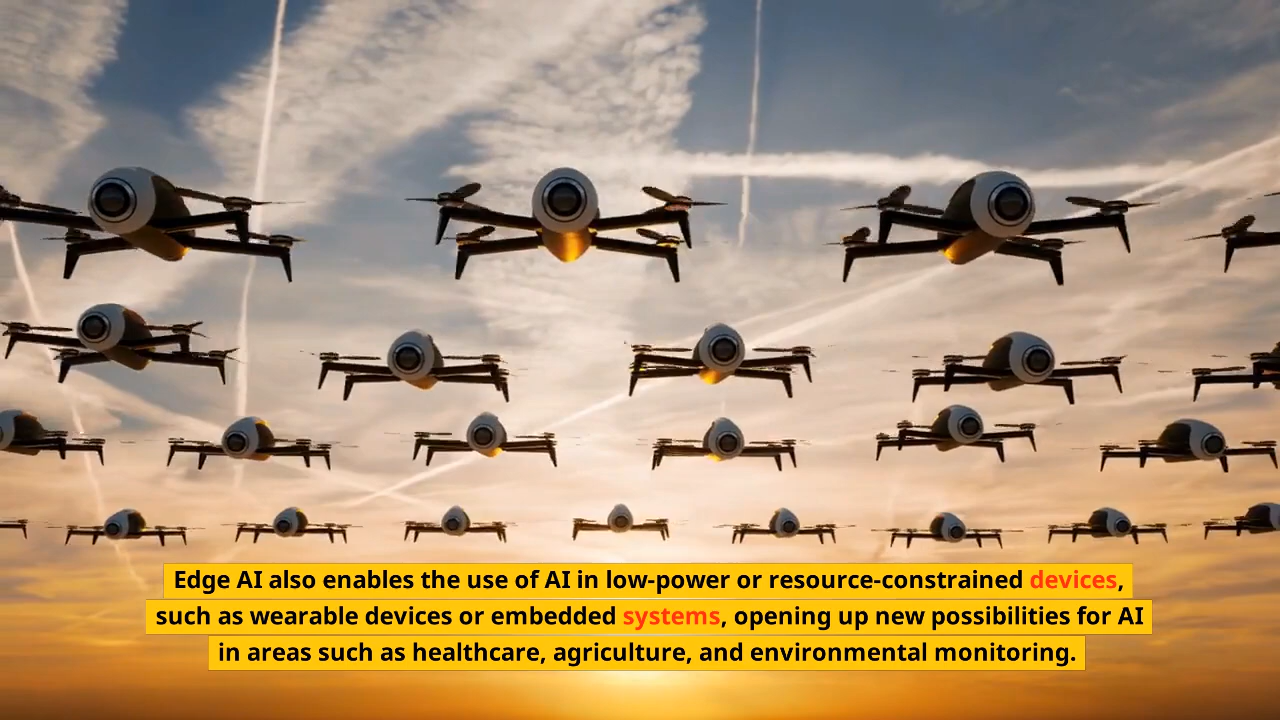 Edge AI also enables the use of AI in low-power or resource-constrained devices,
such as wearable devices or embedded systems, opening up new possibilities for AI
in areas such as healthcare, agriculture, and environmental monitoring.